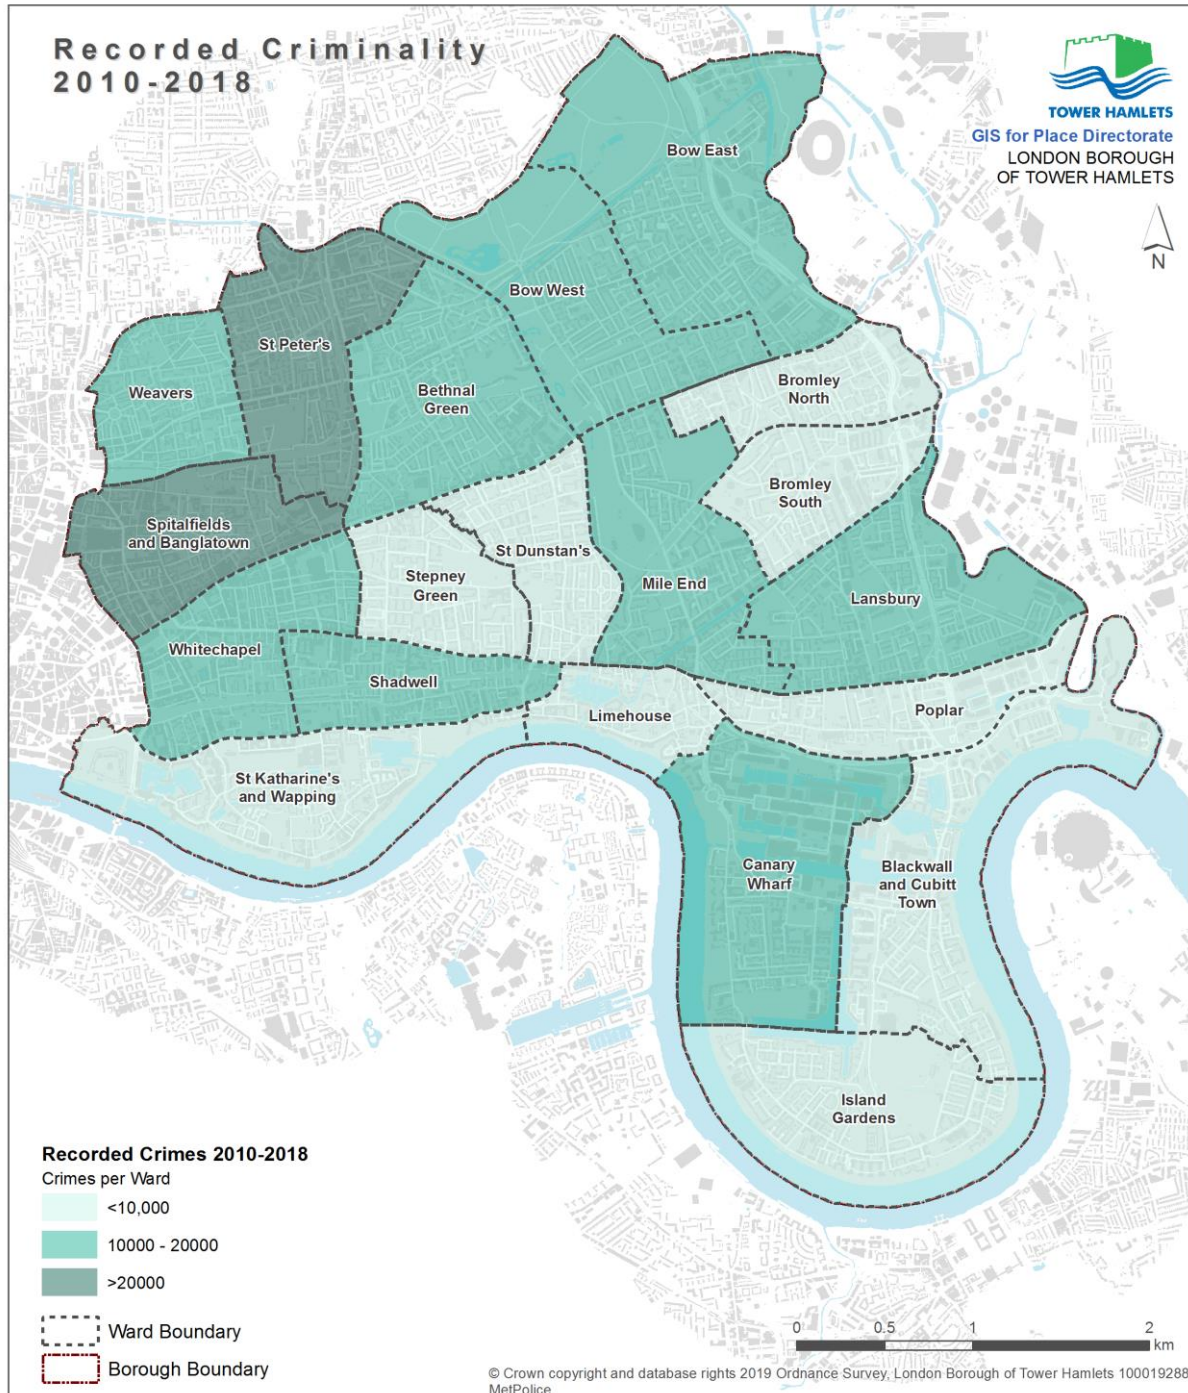 Recorded Criminality
2010-2018
TOWER HAMLETS
GIS for Place Directorate
LONDON BOROUGH
OF TOWER HAMLETS
N
Bow East
Bow West
St Peter's
Weavers
Bethnal
Green
Bromley
North
Bromley
South
Spitalfields
and Banglatown
St Dunstan's
Stepney
Green
Mile End
Lansbury
Whitechapel
Shadwell
Limehouse
Poplar
St Katharine's
and Wapping
Canary
Wharf
Blackwall
and Cubitt
Town
Island
Gardens
Recorded Crimes 2010-2018
Crimes per Ward
<10,000
10000 - 20000
>20000
Ward Boundary
Borough Boundary
0 0.5 1 2
km
© Crown copyright and database rights 2019 Ordnance Survey, London Borough of Tower Hamlets 100019288
MetPolice